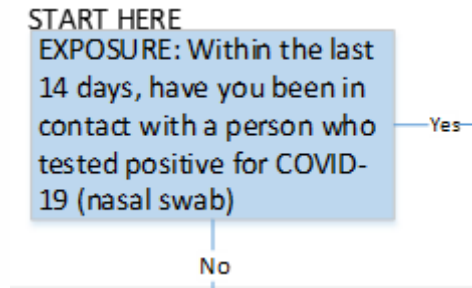 START HERE
EXPOSURE: Within the last
14 days, have you been in
contact with a person who
tested positive for COVID-
19 (nasal swab)
Yes
No